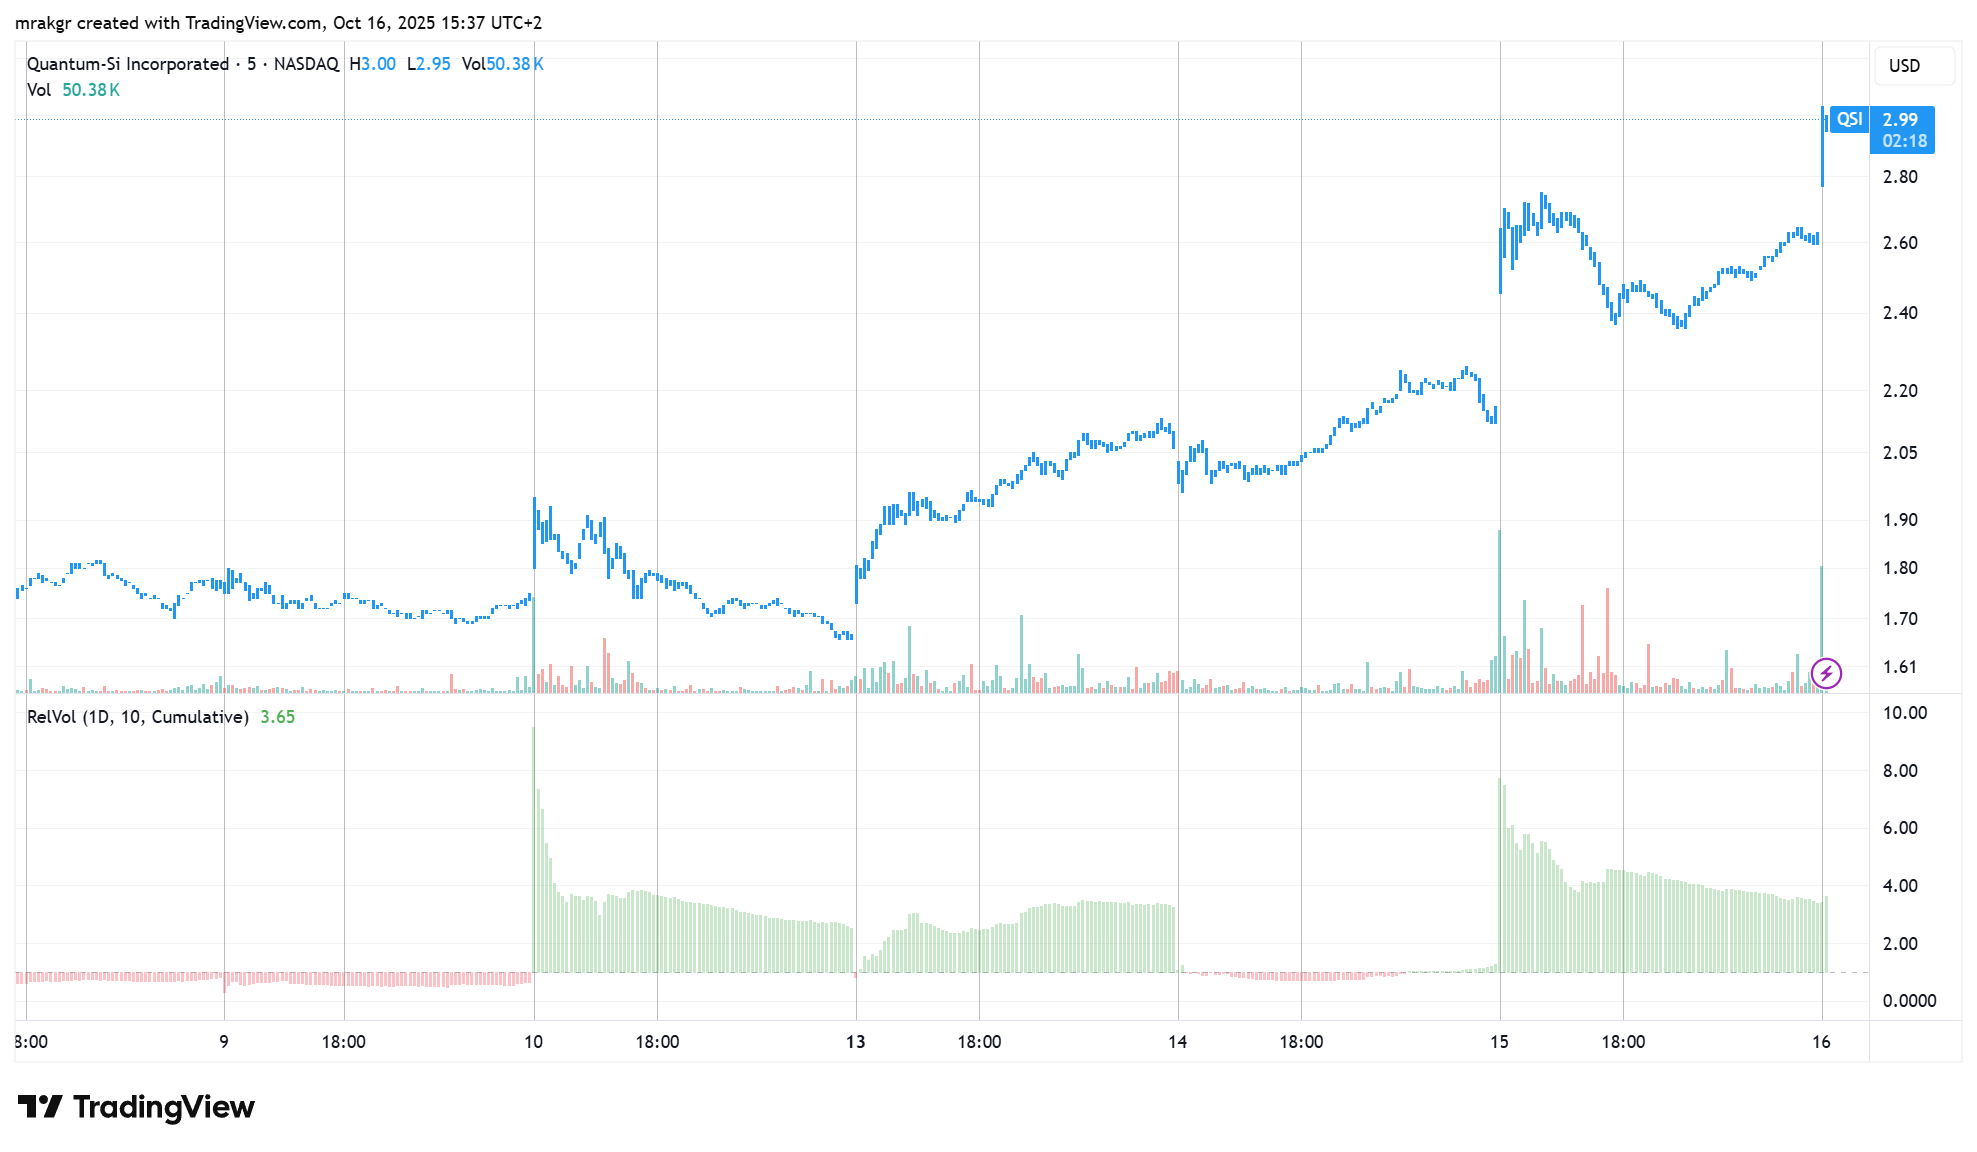 mrakgr created with TradingView.com, Oct 16, 2025 15:37 UTC+2
Quantum-Si Incorporated · 5 · NASDAQ H3.00 L2.95 Vol50.38 K
Vol 50.38 K
USD
QSI 2.99
02:18
2.80
2.60
2.40
2.20
2.05
1.90
1.80
1.70
1.61
RelVol (1D, 10, Cumulative) 3.65
10.00
8.00
6.00
4.00
2.00
0.0000
8:00 9 18:00 10 18:00 13 18:00 14 18:00 15 18:00 16
TradingView